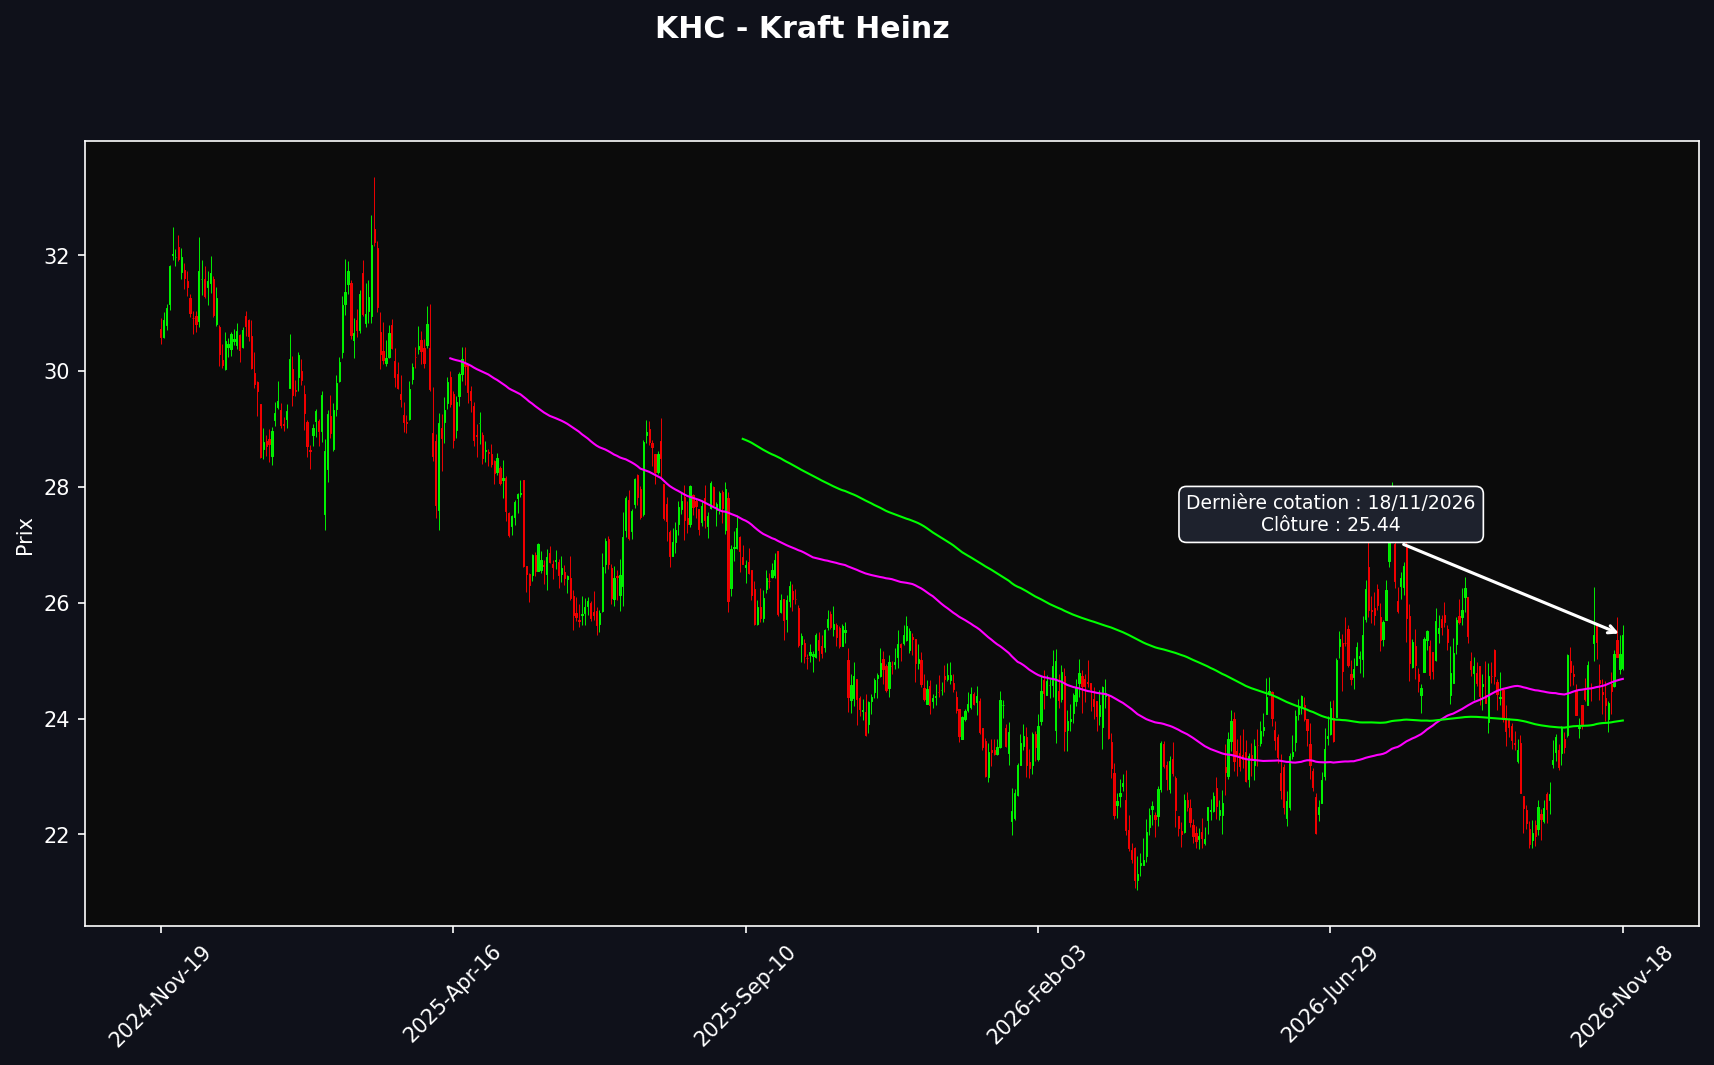 KHC - Kraft Heinz
Prix
32
30
28
26
24
22
Dernière cotation : 18/11/2026
Clôture : 25.44
2024-Nov-19
2025-Apr-16
2025-Sep-10
2026-Feb-03
2026-Jun-29
2026-Nov-18